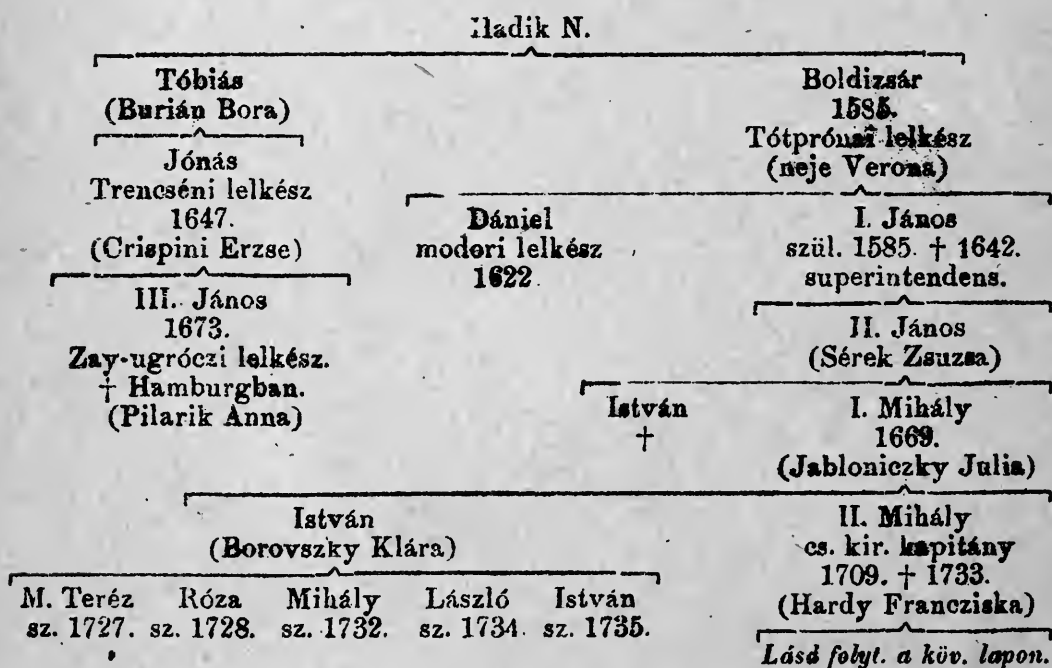 Hadik N.
Tóbiás
(Burián Bora)
Boldizsár
1585.
Tótprónai lelkész
(neje Verona)
Jónás
Trencséni lelkész
1647.
(Crispini Erzse)
Dániel
modori lelkész
1622
I. János
szül. 1585. † 1642.
superintendens.
III. János
1673.
Zay-ugróczi lelkész.
† Hamburgban.
(Pilarik Anna)
II. János
(Sérek Zsuzsa)
István
†
I. Mihály
1669.
(Jabloniczky Julia)
István
(Borovszky Klára)
II. Mihály
cs. kir. kapitány
1709. † 1733.
(Hardy Francziska)
M. Teréz Róza Mihály László István
sz. 1727. sz. 1728. sz. 1732. sz. 1734. sz. 1735.
Lásd folyt. a köv. lapon.